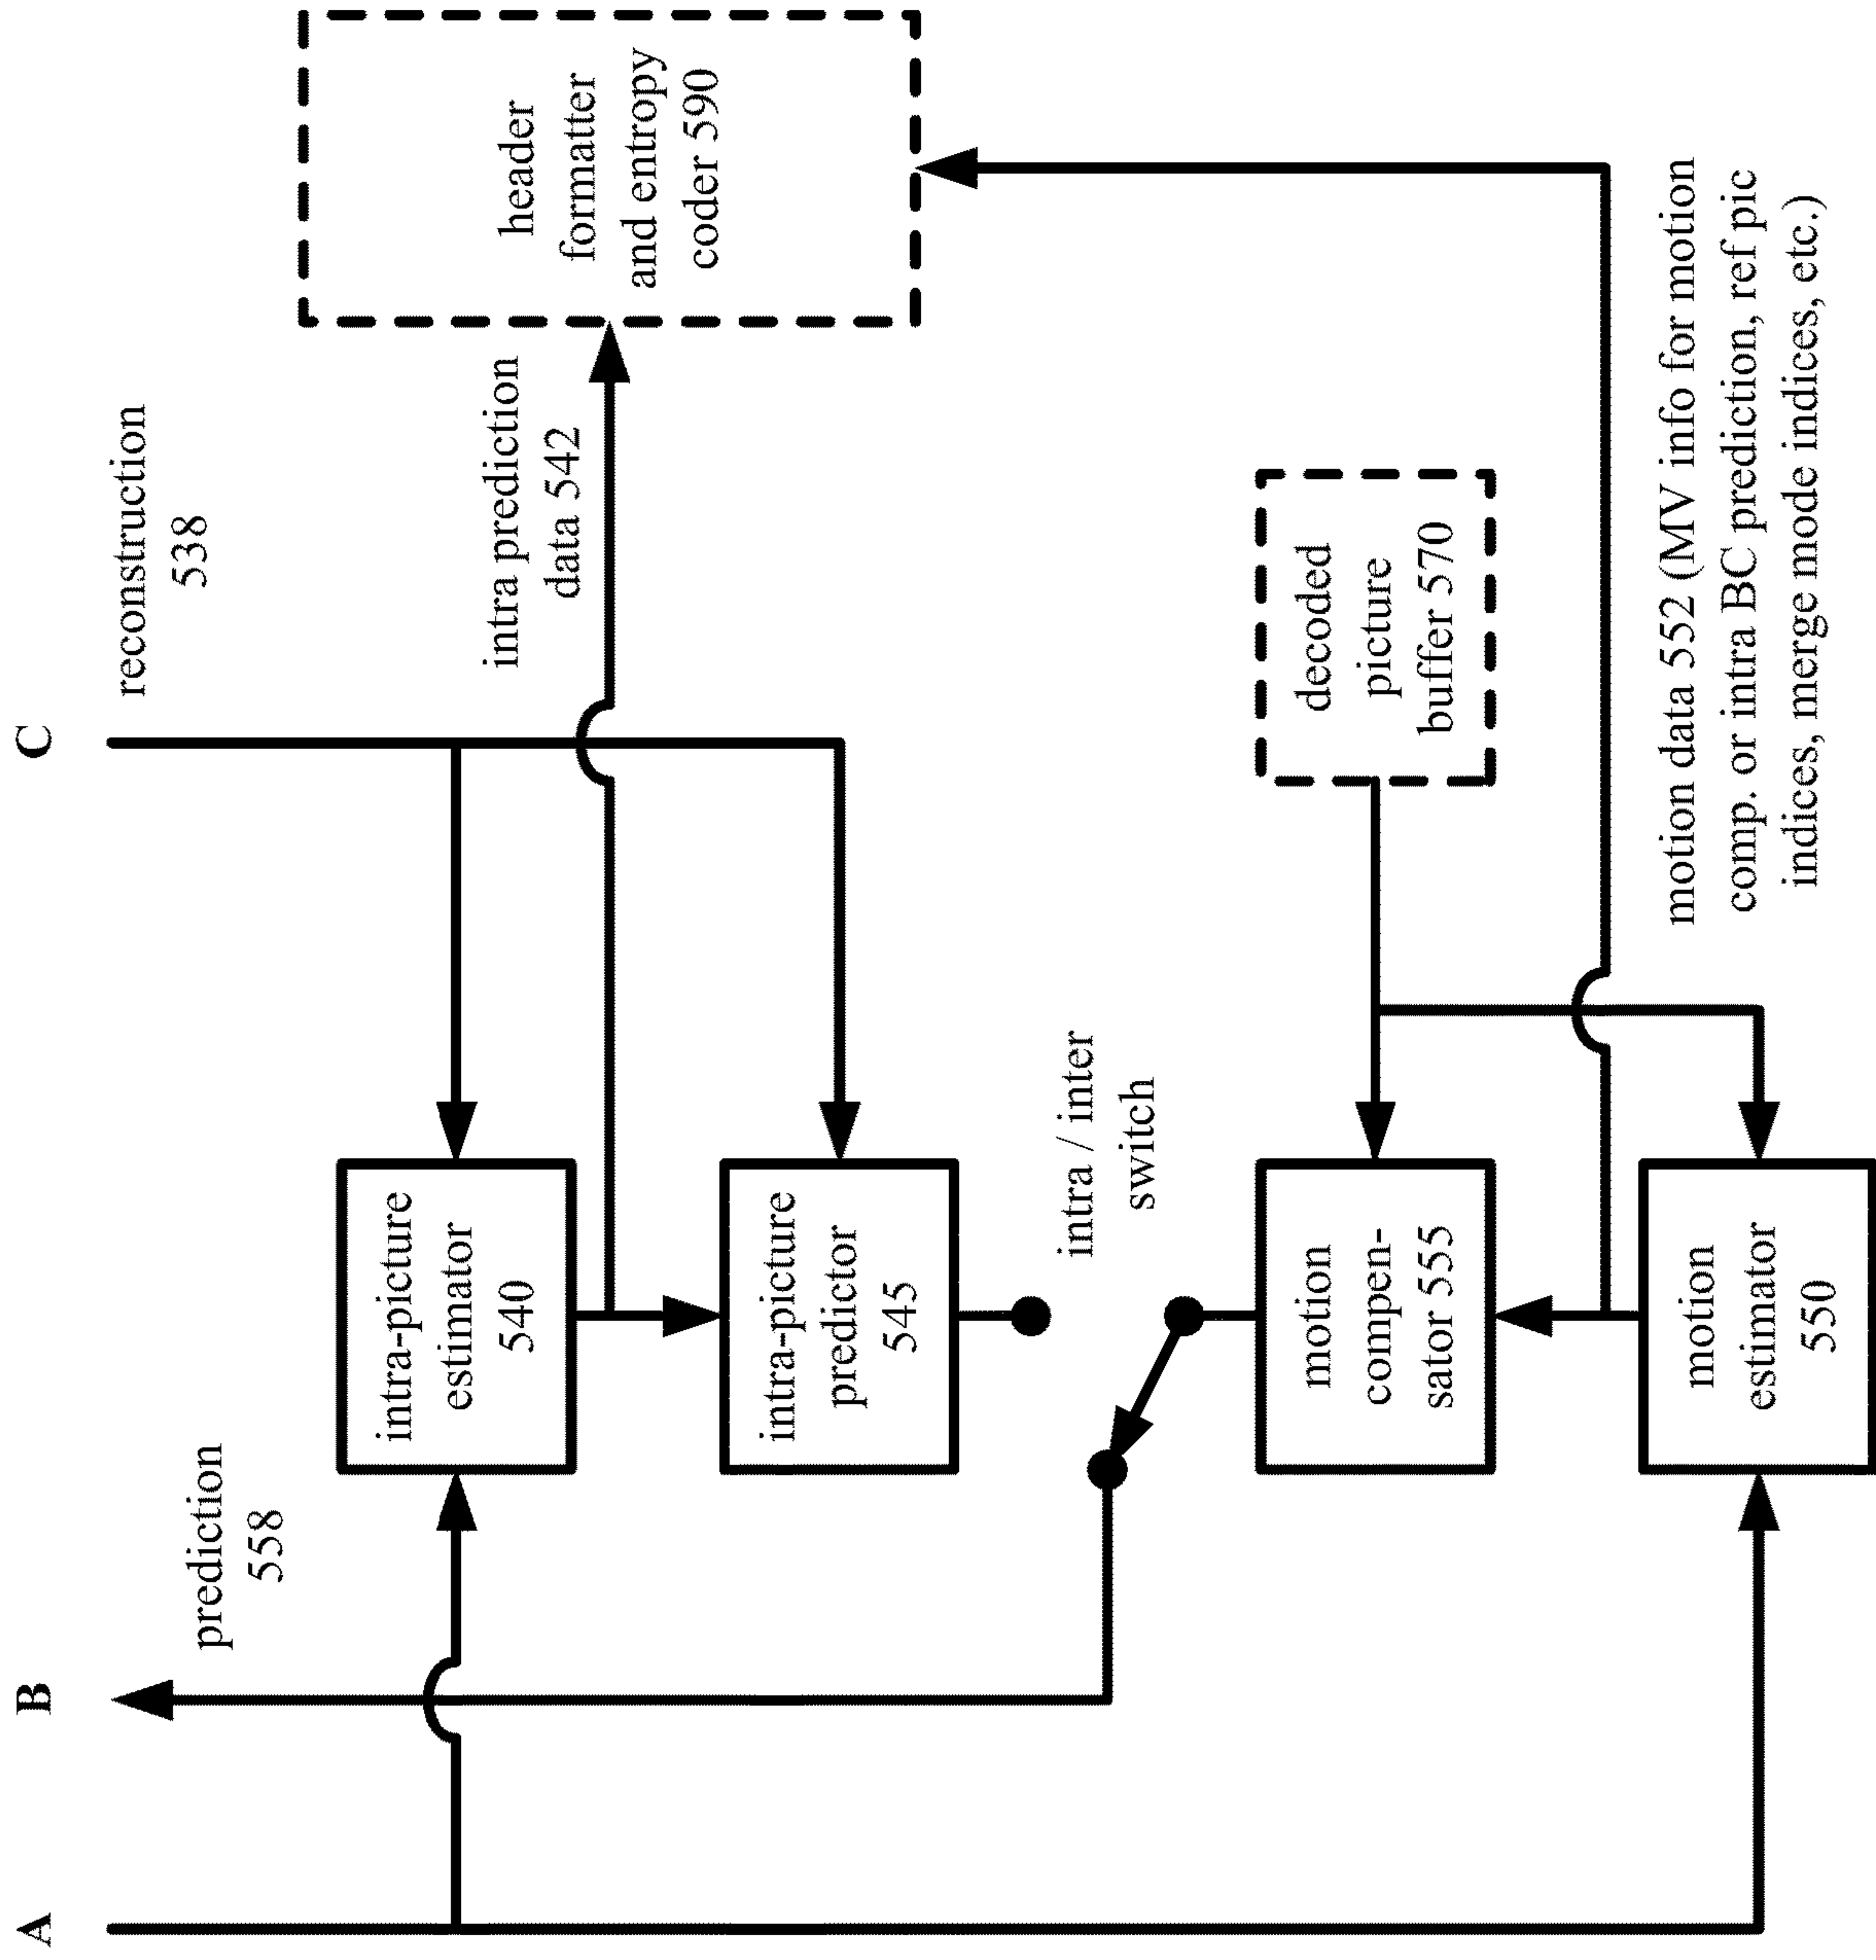 A
B
C
prediction
558
reconstruction
538
intra-picture
estimator
540
intra prediction
data 542
header
formatter
and entropy
coder 590
intra-picture
predictor
545
intra / inter
switch
motion
compen-
sator 555
decoded
picture
buffer 570
motion
estimator
550
motion data 552 (MV info for motion
comp. or intra BC prediction, ref pic
indices, merge mode indices, etc.)